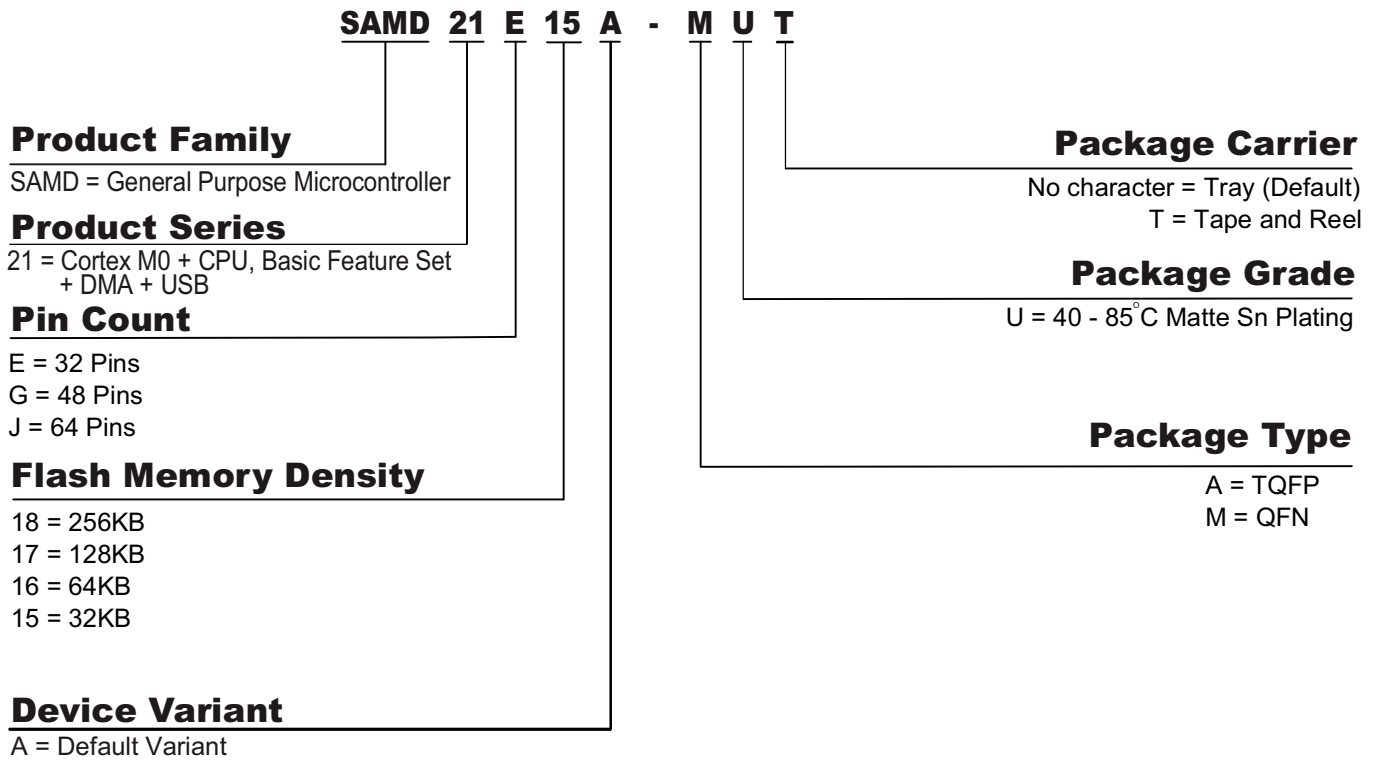 SAMD 21 E 15 A - M U T
Product Family
SAMD = General Purpose Microcontroller
Product Series
21 = Cortex M0 + CPU, Basic Feature Set
+ DMA + USB
Pin Count
E = 32 Pins
G = 48 Pins
J = 64 Pins
Flash Memory Density
18 = 256KB
17 = 128KB
16 = 64KB
15 = 32KB
Device Variant
A = Default Variant
Package Carrier
No character = Tray (Default)
T = Tape and Reel
Package Grade
U = 40 - 85°C Matte Sn Plating
Package Type
A = TQFP
M = QFN